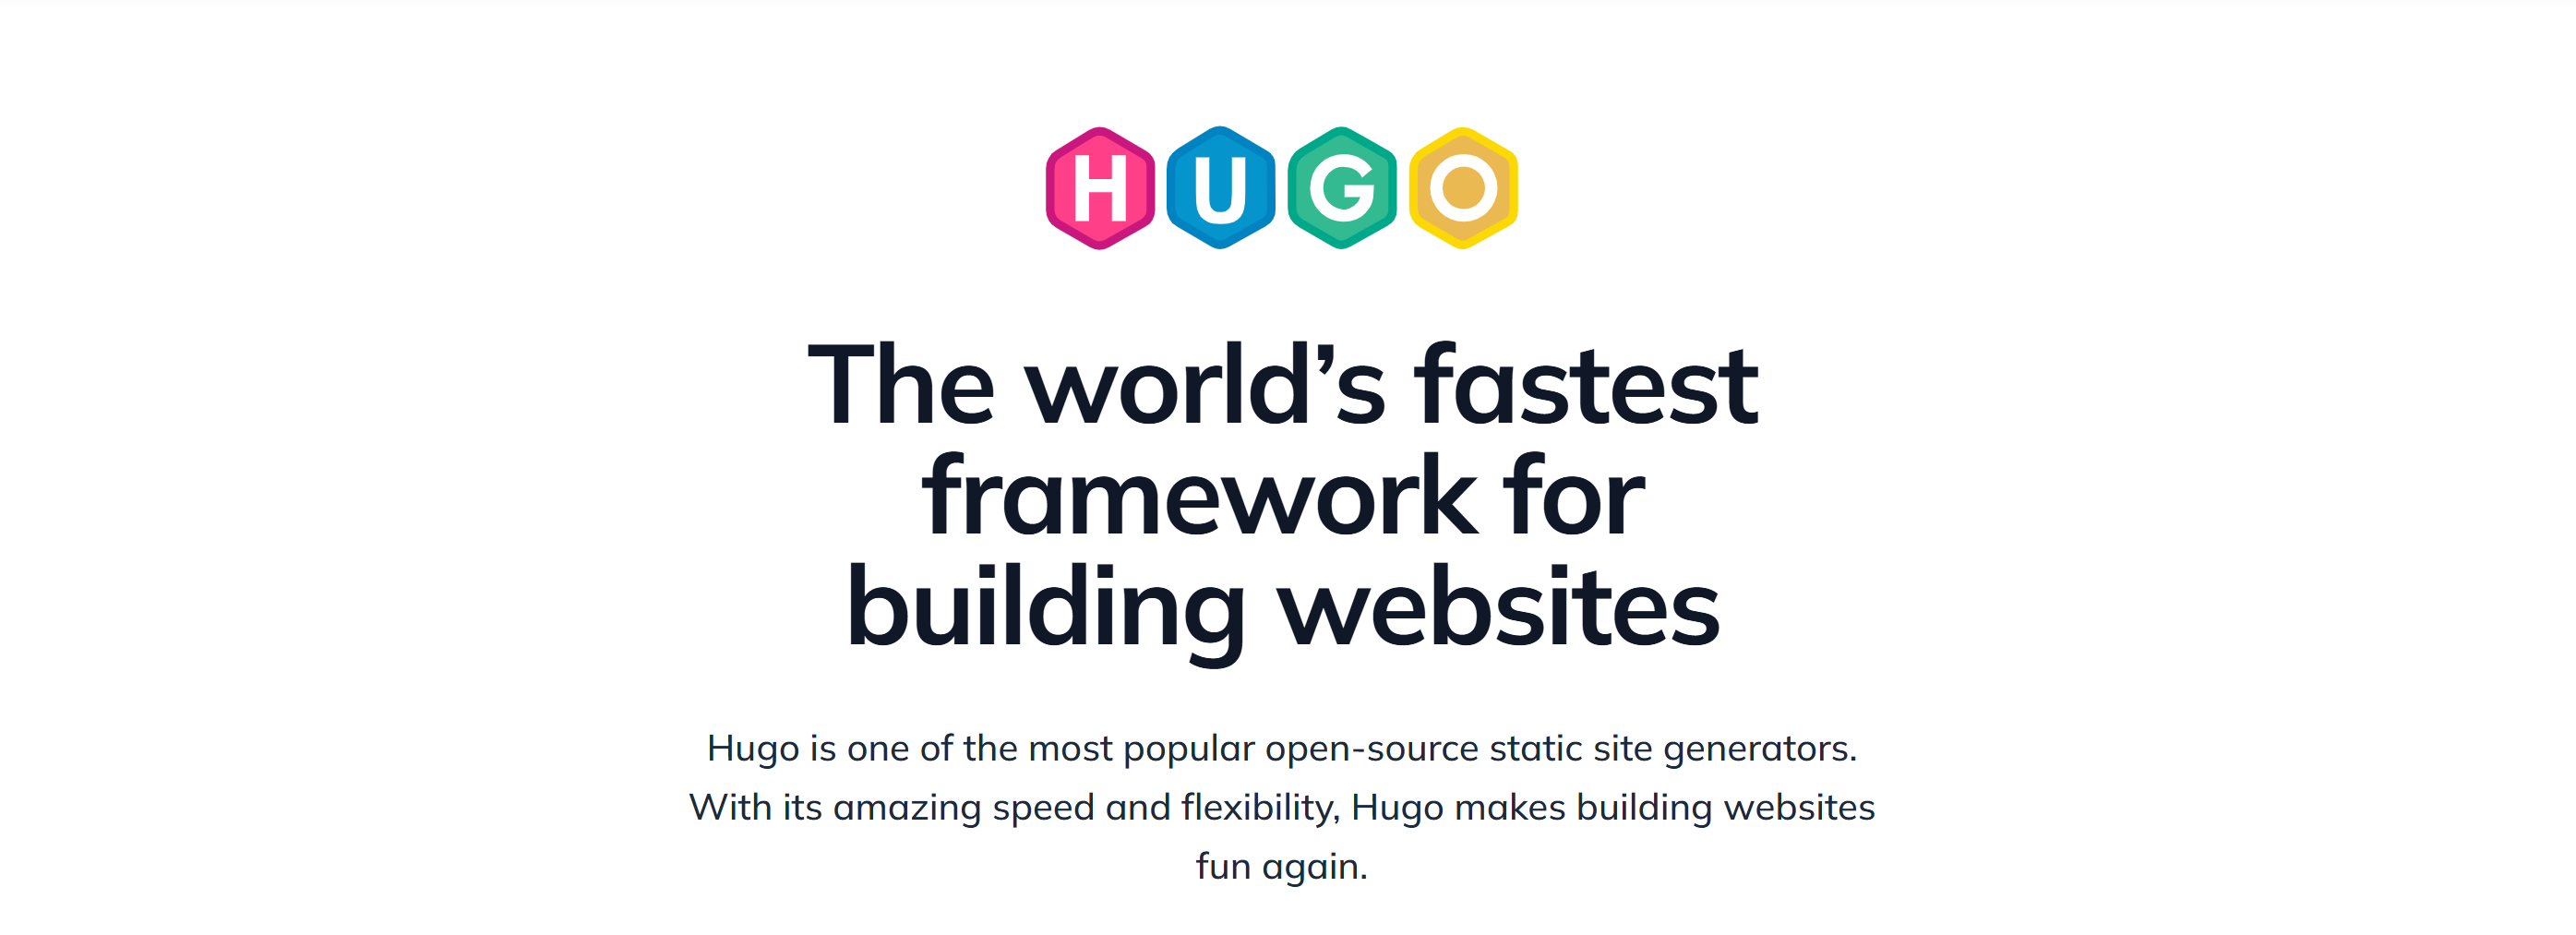 HUGO
The world’s fastest
framework for
building websites
Hugo is one of the most popular open-source static site generators.
With its amazing speed and flexibility, Hugo makes building websites
fun again.